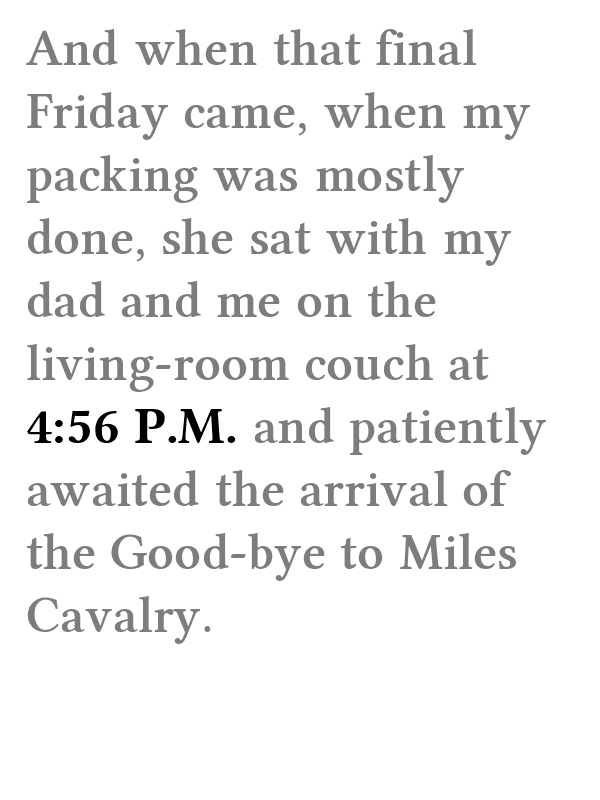 And when that final
Friday came, when my
packing was mostly
done, she sat with my
dad and me on the
living-room couch at
4:56 P.M. and patiently
awaited the arrival of
the Good-bye to Miles
Cavalry.